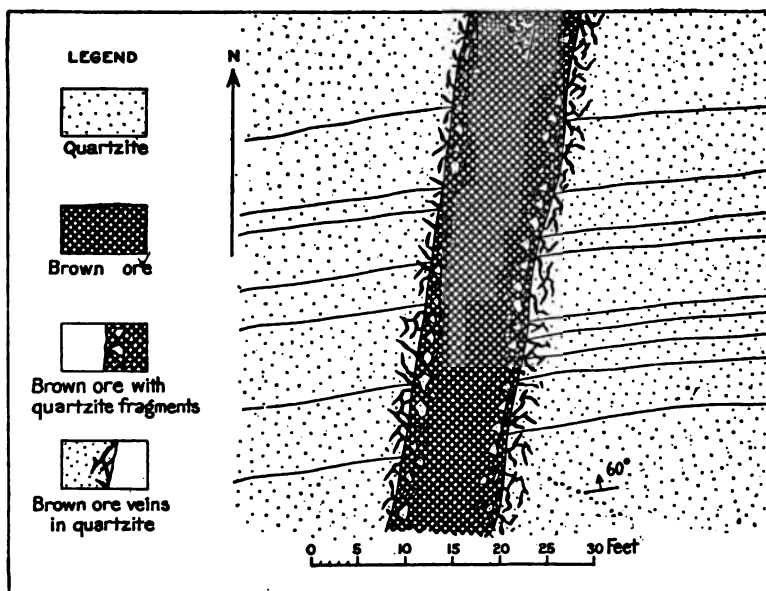 LEGEND
N
Quartzite
Brown ore
Brown ore with
quartzite fragments
Brown ore veins
in quartzite
60°
0 5 10 15 20 25 30 Feet